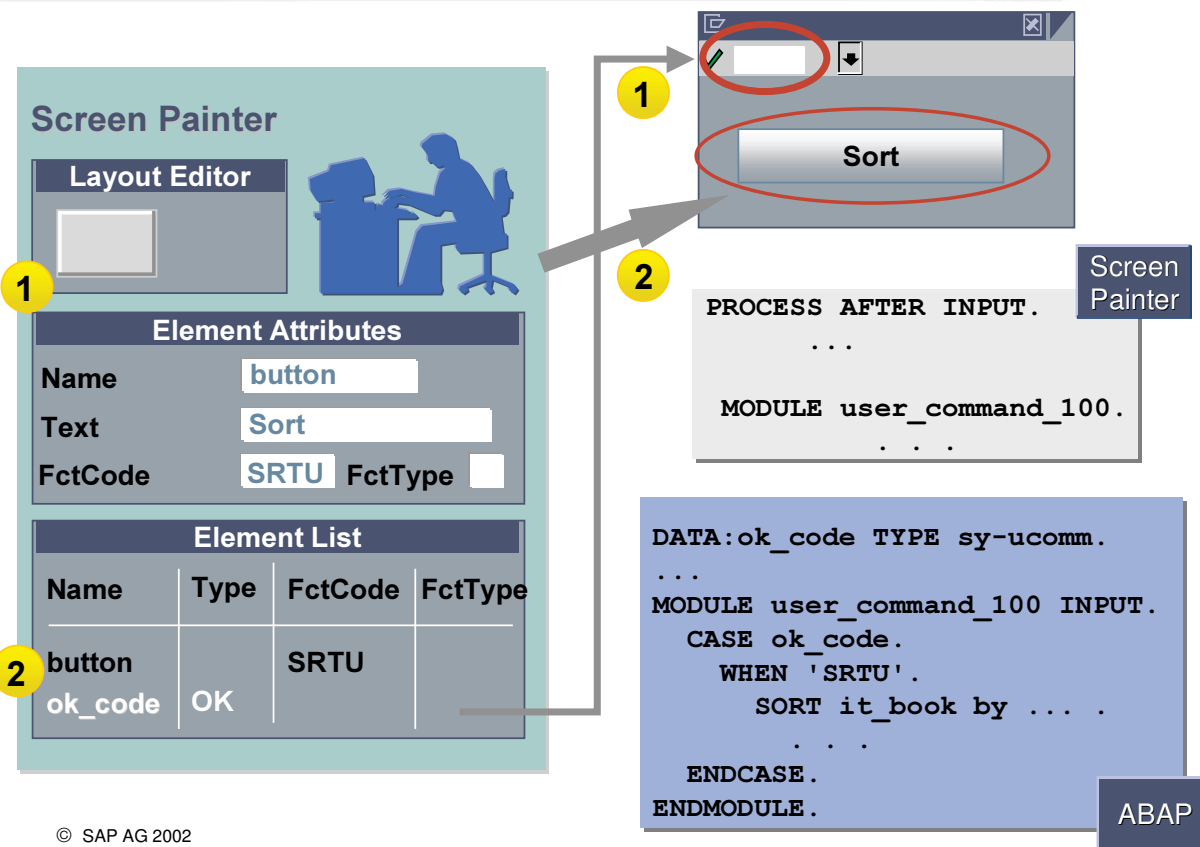 Screen Painter
Layout Editor
1
Element Attributes
Name button
Text Sort
FctCode SRTU FctType
Element List
Name Type FctCode FctType
2 button SRTU
ok_code OK
1
Sort
2
Screen
Painter
PROCESS AFTER INPUT.
...
MODULE user_command_100.
. . .
DATA:ok_code TYPE sy-ucomm.
...
MODULE user_command_100 INPUT.
CASE ok_code.
WHEN 'SRTU'.
SORT it_book by ... .
. . .
ENDCASE.
ENDMODULE.
ABAP
© SAP AG 2002